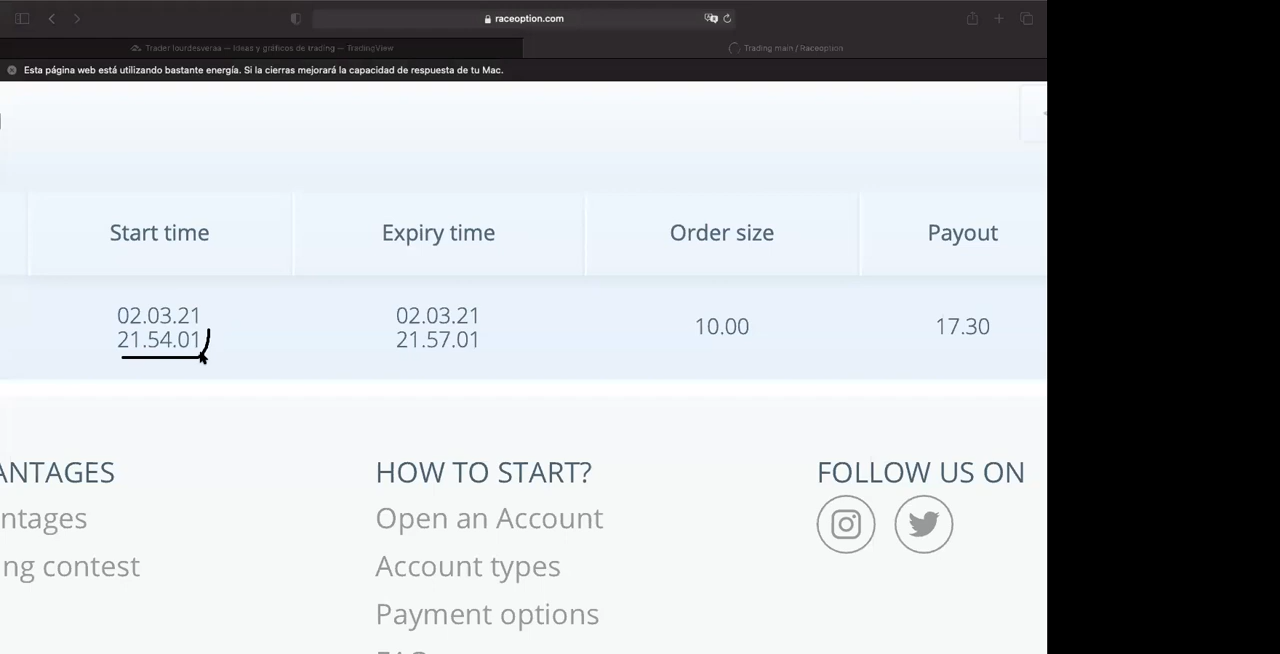 raceoption.com
Trader lourdesveraa — Ideas y gráficos de trading — TradingView
Trading main / Raceoption
Esta página web está utilizando bastante energía. Si la cierras mejorará la capacidad de respuesta de tu Mac.
Start time Expiry time Order size Payout
02.03.21 02.03.21
21.54.01 21.57.01 10.00 17.30
ANTAGES HOW TO START? FOLLOW US ON
ntages Open an Account
ng contest Account types
Payment options